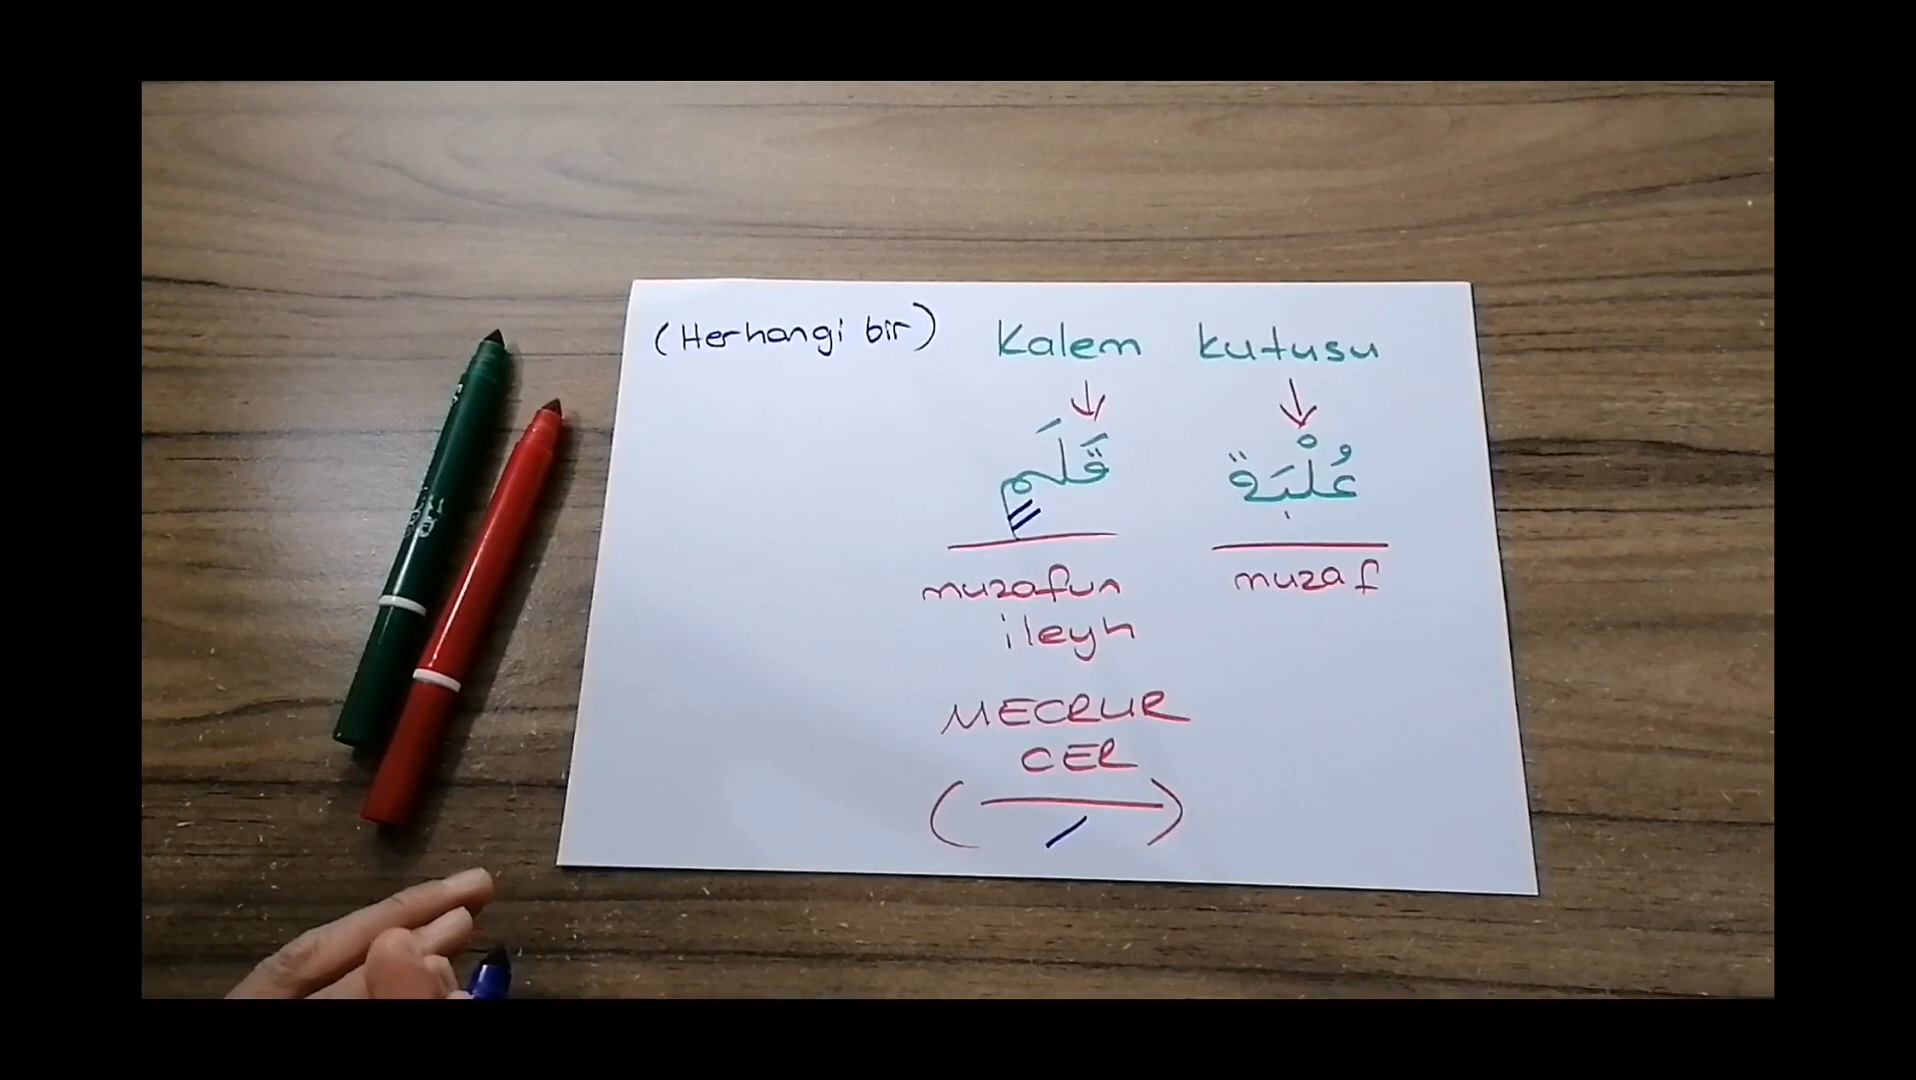 (Herhangi bir) Kalem kutusu
عُلْبَة قَلَمٍ
muzafun ileyh
muzaf
MECRUR
CER